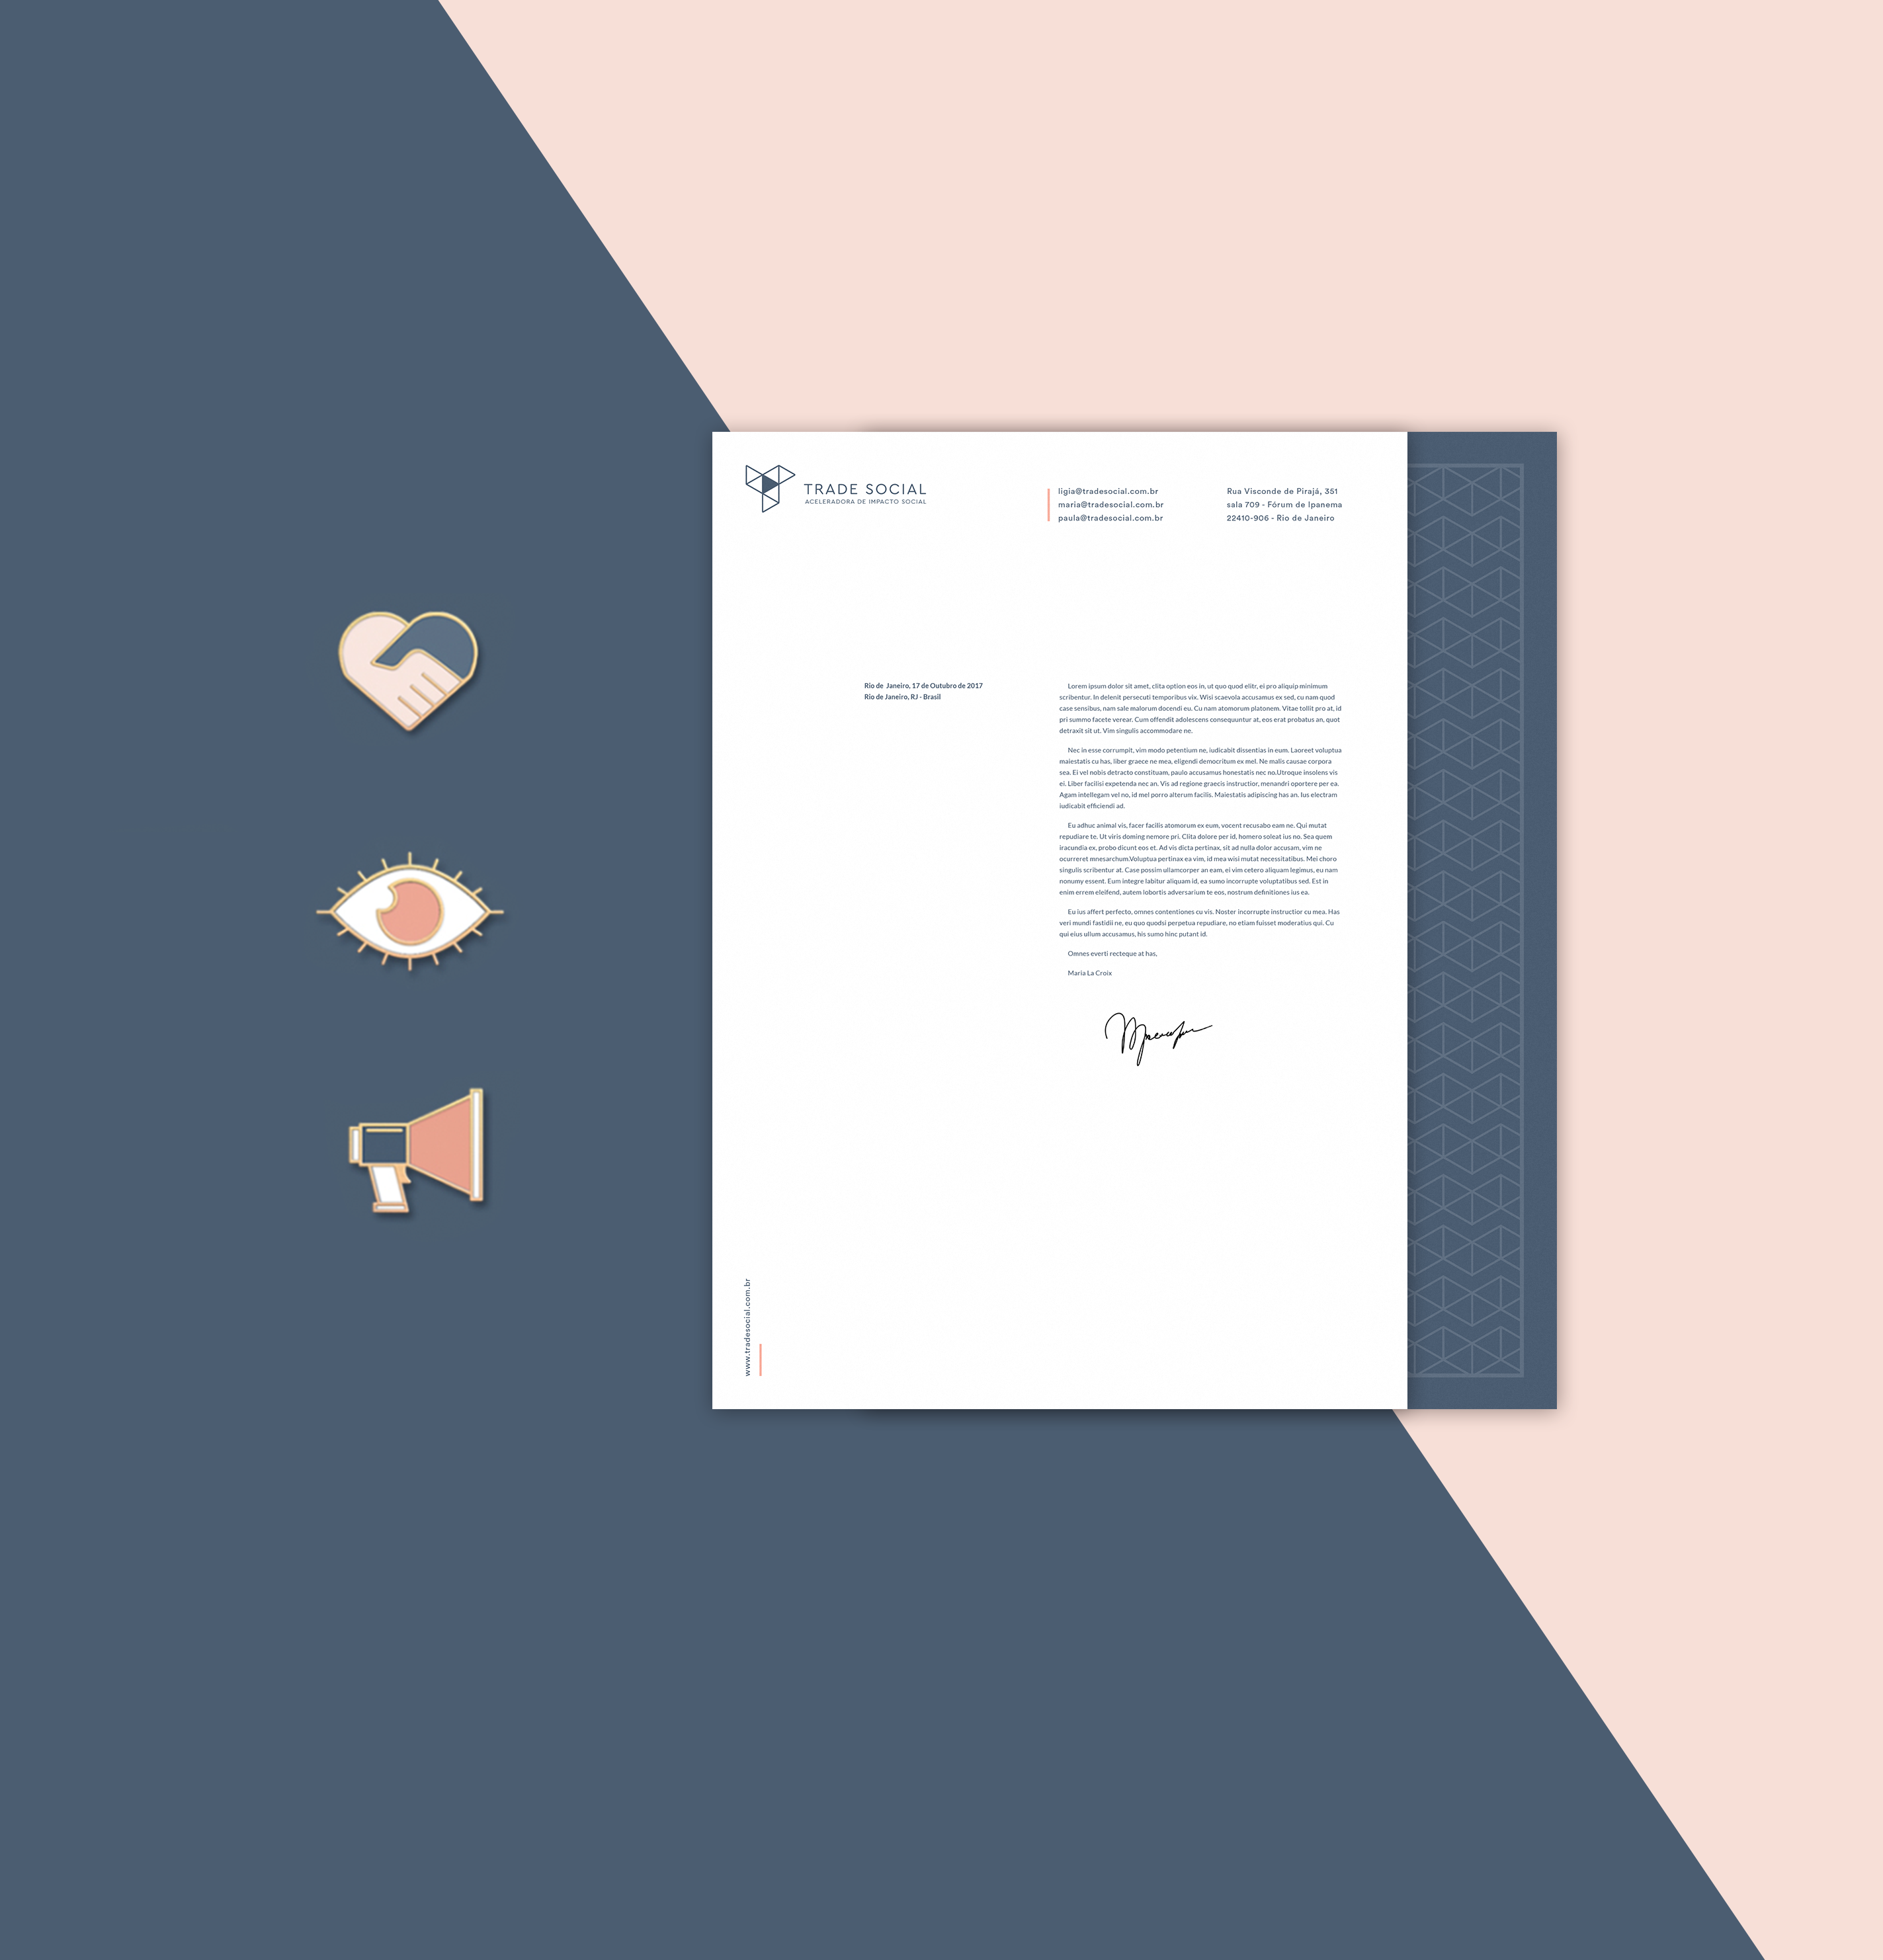 TRADE SOCIAL
ACELERADORA DE IMPACTO SOCIAL
ligia@tradesocial.com.br
maria@tradesocial.com.br
paula@tradesocial.com.br
Rua Visconde de Pirajá, 351
sala 709 - Fórum de Ipanema
22410-906 - Rio de Janeiro
Rio de Janeiro, 17 de Outubro de 2017
Rio de Janeiro, RJ - Brasil
Lorem ipsum dolor sit amet, clita option eos in, ut quo quod elitr, ei pro aliquip minimum
scribentur. In delenit persecuti temporibus vix. Wisi scaevola accusamus ex sed, cu nam quod
case sensibus, nam sale malorum docendi eu. Cu nam atomorum platonem. Vitae tollit pro at, id
pri summo facete verear. Cum offendit adolescens consequuntur at, eos erat probatus an, quot
detraxit sit ut. Vim singulis accommodare ne.
Nec in esse corrumpit, vim modo petentium ne, iudicabit dissentias in eum. Laoreet voluptua
maiestatis cu has, liber graece ne mea, eligendi democritum ex mel. Ne malis causae corpora
sea. Ei vel nobis detracto constituam, paulo accusamus honestatis nec no.Utroque insolens vis
ei. Liber facilisi expetenda nec an. Vis ad regione graecis instructior, menandri oportere per ea.
Agam intellegam vel no, id mel porro alterum facilis. Maiestatis adipiscing has an. Ius electram
iudicabit efficiendi ad.
Eu adhuc animal vis, facer facilis atomorum ex eum, vocent recusabo eam ne. Qui mutat
repudiare te. Ut viris doming nemore pri. Clita dolore per id, homero soleat ius no. Sea quem
iracundia ex, probo dicunt eos et. Ad vis dicta pertinax, sit ad nulla dolor accusam, vim ne
ocurreret mnesarchum.Voluptua pertinax ea vim, id mea wisi mutat necessitatibus. Mei choro
singulis scribentur at. Case possim ullamcorper an eam, ei vim cetero aliquam legimus, eu nam
nonumy essent. Eum integre labitur aliquam id, ea sumo incorrupte voluptatibus sed. Est in
enim errem eleifend, autem lobortis adversarium te eos, nostrum definitiones ius ea.
Eu ius affert perfecto, omnes contentiones cu vis. Noster incorrupte instructior cu mea. Has
veri mundi fastidii ne, eu quo quodsi perpetua repudiare, no etiam fuisset moderatius qui. Cu
qui eius ullum accusamus, his sumo hinc putant id.
Omnes everti recteque at has,
Maria La Croix
www.tradesocial.com.br